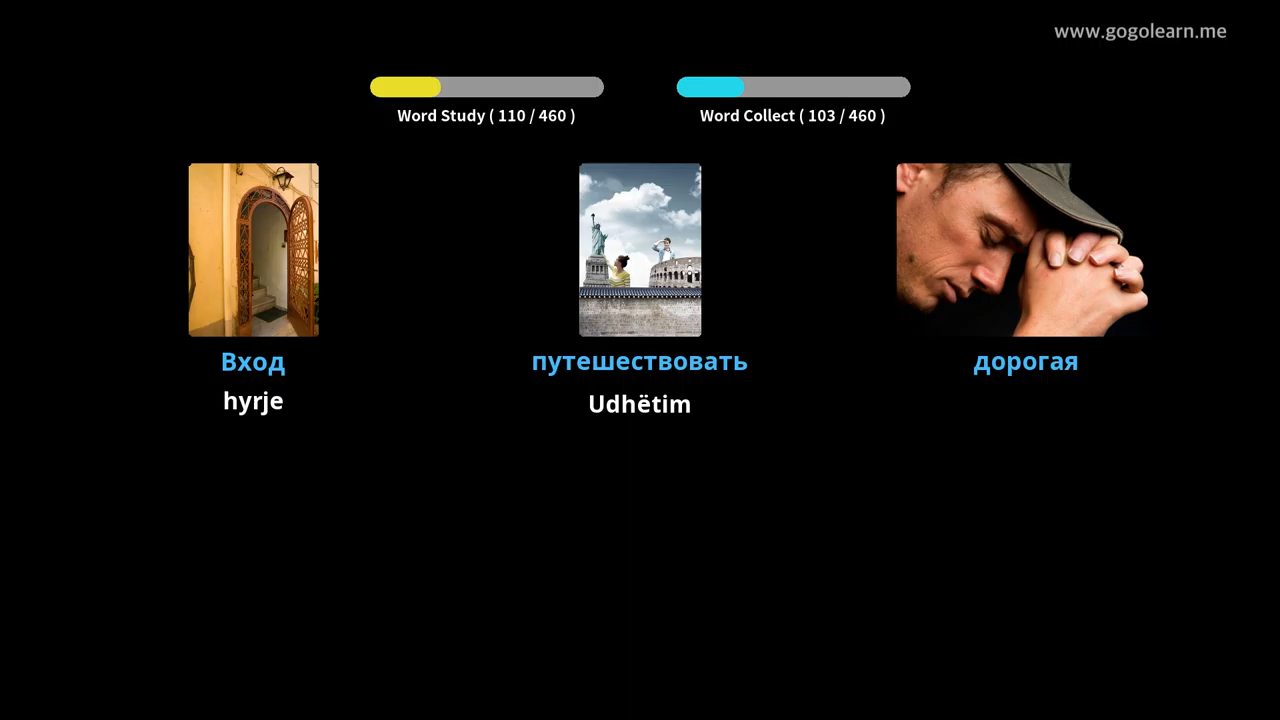 www.gogolearn.me
Word Study ( 110 / 460 )
Word Collect ( 103 / 460 )
Вход
hyrje
путешествовать
Udhëtim
дорогая